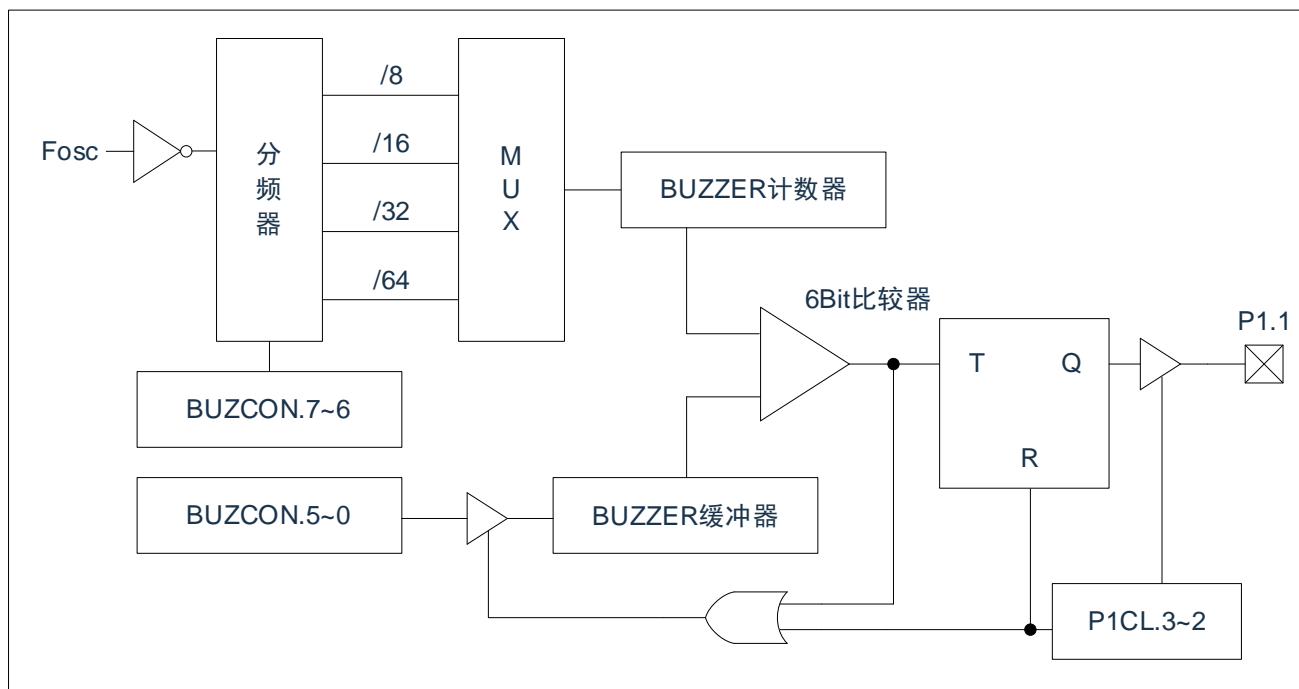 /8
Fosc
分频器
/16
MUX
BUZZER计数器
/32
/64
6Bit比较器
P1.1
T
Q
BUZCON.7~6
R
BUZCON.5~0
BUZZER缓冲器
P1CL.3~2